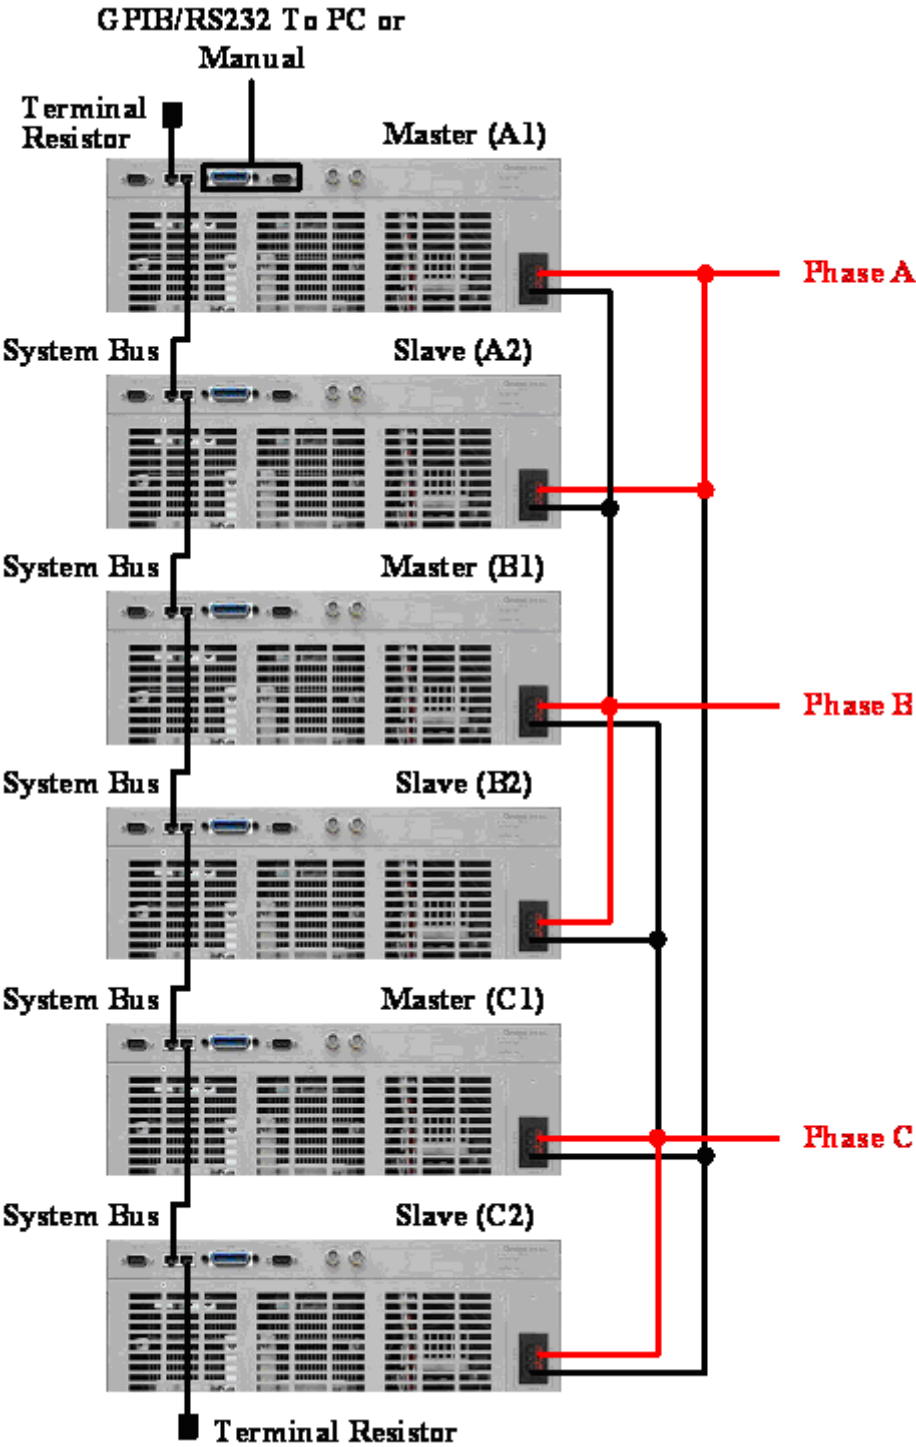 GPIB/RS232 To PC or
Manual
Terminal
Resistor
Master (A1)
Phase A
System Bus
Slave (A2)
System Bus
Master (B1)
Phase B
System Bus
Slave (B2)
System Bus
Master (C1)
Phase C
System Bus
Slave (C2)
Terminal Resistor